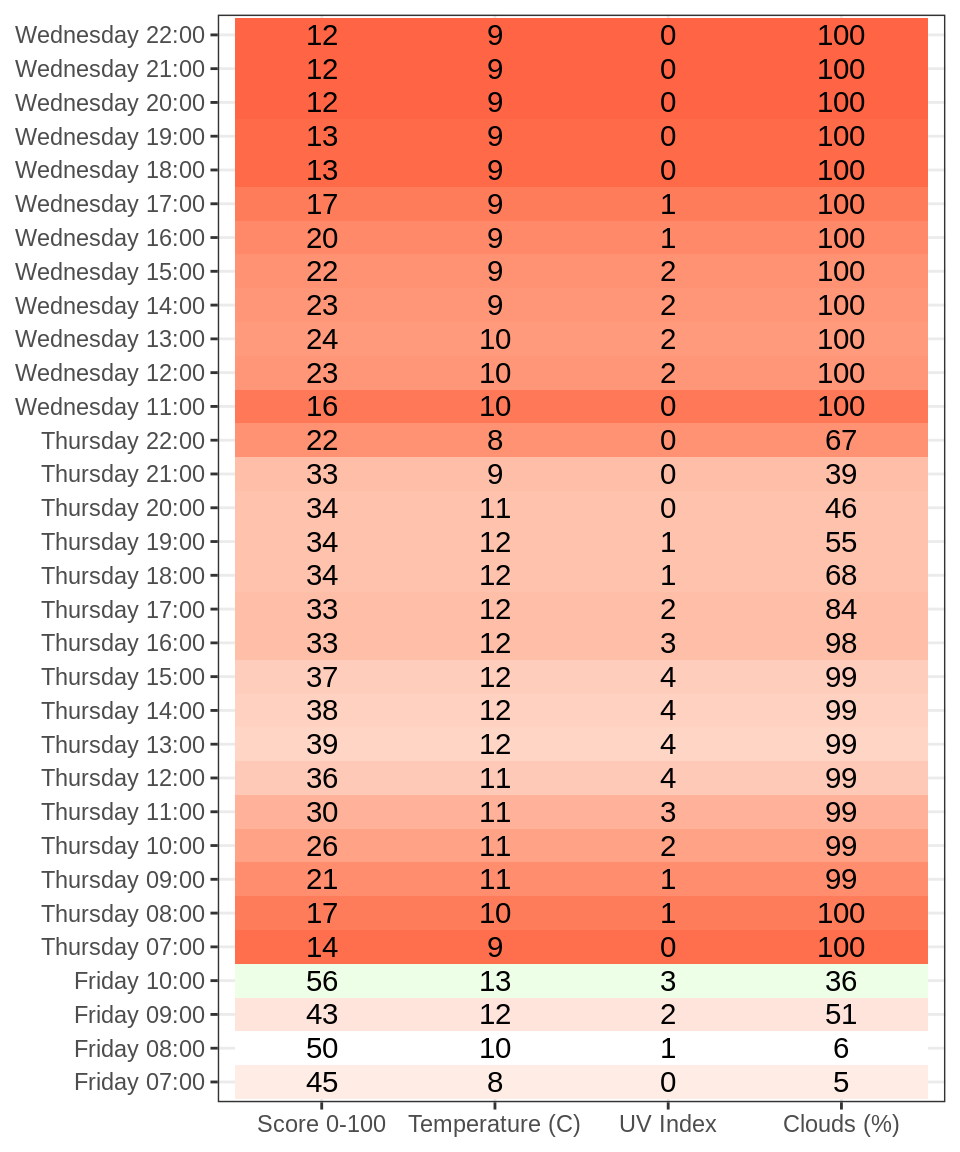 Wednesday 22:00 12 9 0 100
Wednesday 21:00 12 9 0 100
Wednesday 20:00 12 9 0 100
Wednesday 19:00 13 9 0 100
Wednesday 18:00 13 9 0 100
Wednesday 17:00 17 9 1 100
Wednesday 16:00 20 9 1 100
Wednesday 15:00 22 9 2 100
Wednesday 14:00 23 9 2 100
Wednesday 13:00 24 10 2 100
Wednesday 12:00 23 10 2 100
Wednesday 11:00 16 10 0 100
Thursday 22:00 22 8 0 67
Thursday 21:00 33 9 0 39
Thursday 20:00 34 11 0 46
Thursday 19:00 34 12 1 55
Thursday 18:00 34 12 1 68
Thursday 17:00 33 12 2 84
Thursday 16:00 33 12 3 98
Thursday 15:00 37 12 4 99
Thursday 14:00 38 12 4 99
Thursday 13:00 39 12 4 99
Thursday 12:00 36 11 4 99
Thursday 11:00 30 11 3 99
Thursday 10:00 26 11 2 99
Thursday 09:00 21 11 1 99
Thursday 08:00 17 10 1 100
Thursday 07:00 14 9 0 100
Friday 10:00 56 13 3 36
Friday 09:00 43 12 2 51
Friday 08:00 50 10 1 6
Friday 07:00 45 8 0 5
Score 0-100 Temperature (C) UV Index Clouds (%)